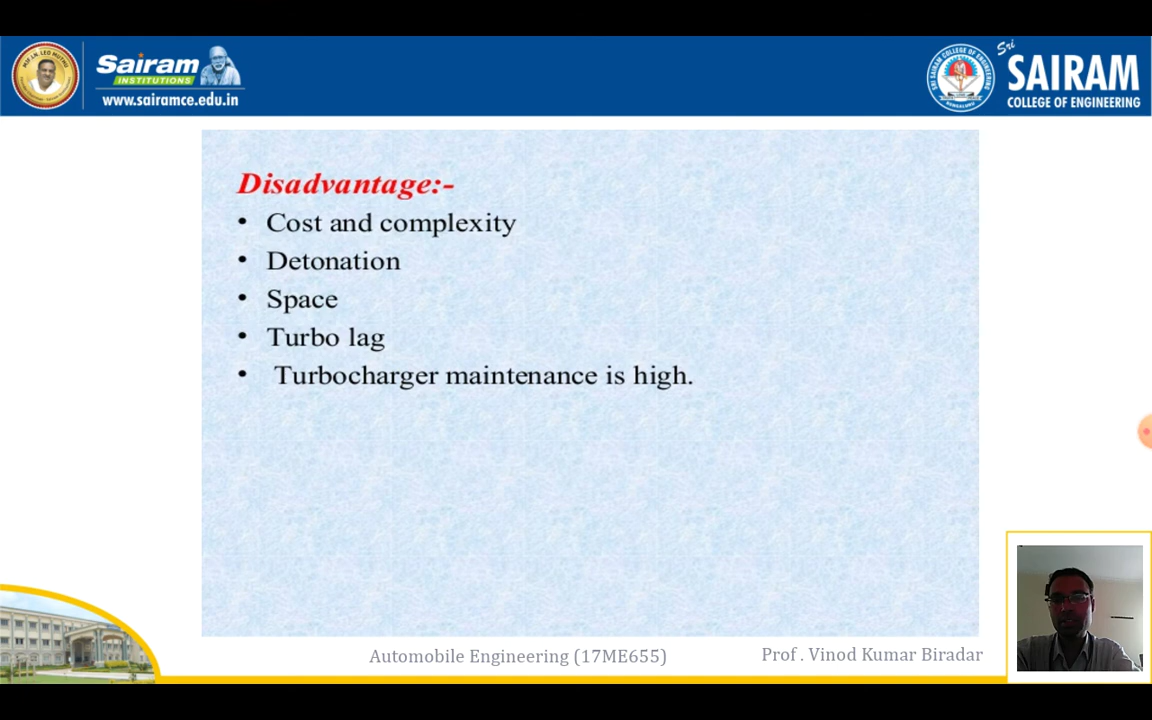 Sairam
INSTITUTIONS
www.sairamce.edu.in
Sri
SAIRAM
COLLEGE OF ENGINEERING
Disadvantage:-
• Cost and complexity
• Detonation
• Space
• Turbo lag
• Turbocharger maintenance is high.
Automobile Engineering (17ME655)
Prof . Vinod Kumar Biradar